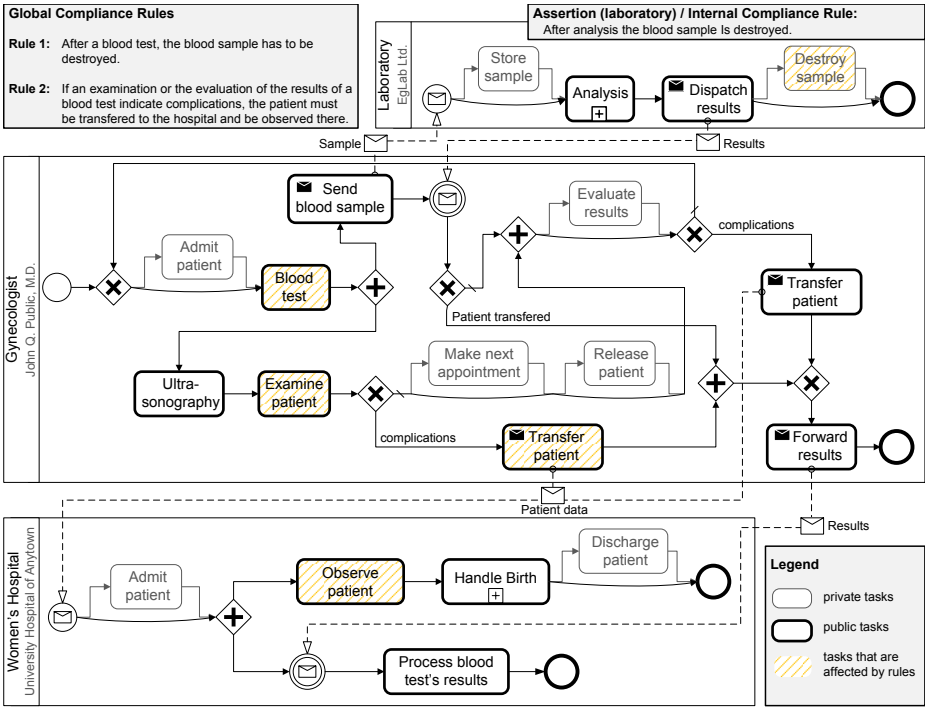 Global Compliance Rules
Rule 1: After a blood test, the blood sample has to be
destroyed.
Rule 2: If an examination or the evaluation of the results of a
blood test indicate complications, the patient must
be transfered to the hospital and be observed there.
Assertion (laboratory) / Internal Compliance Rule:
After analysis the blood sample Is destroyed.
Laboratory
EgLab Ltd.
Store
sample
Analysis
Dispatch
results
Destroy
sample
Sample
Results
Gynecologist
John Q. Public, M.D.
Send
blood sample
Evaluate
results
complications
Admit
patient
Blood
test
Transfer
patient
Patient transfered
Make next
appointment
Release
patient
Ultra-
sonography
Examine
patient
complications
Transfer
patient
Forward
results
Patient data
Results
Women's Hospital
University Hospital of Anytown
Admit
patient
Observe
patient
Handle Birth
Discharge
patient
Process blood
test's results
Legend
private tasks
public tasks
tasks that are
affected by rules